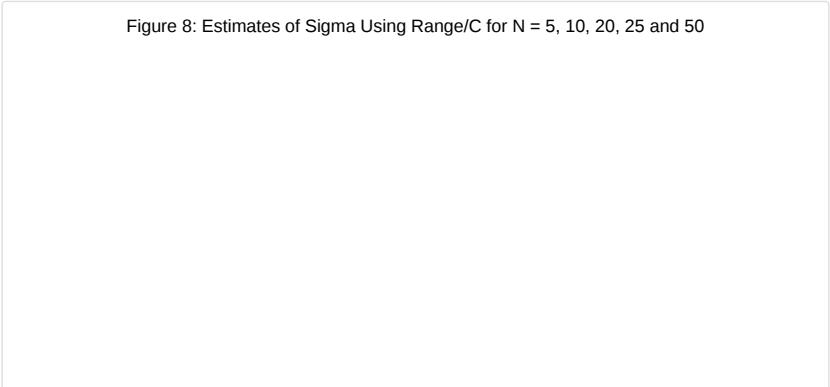 Figure 8: Estimates of Sigma Using Range/C for N = 5, 10, 20, 25 and 50